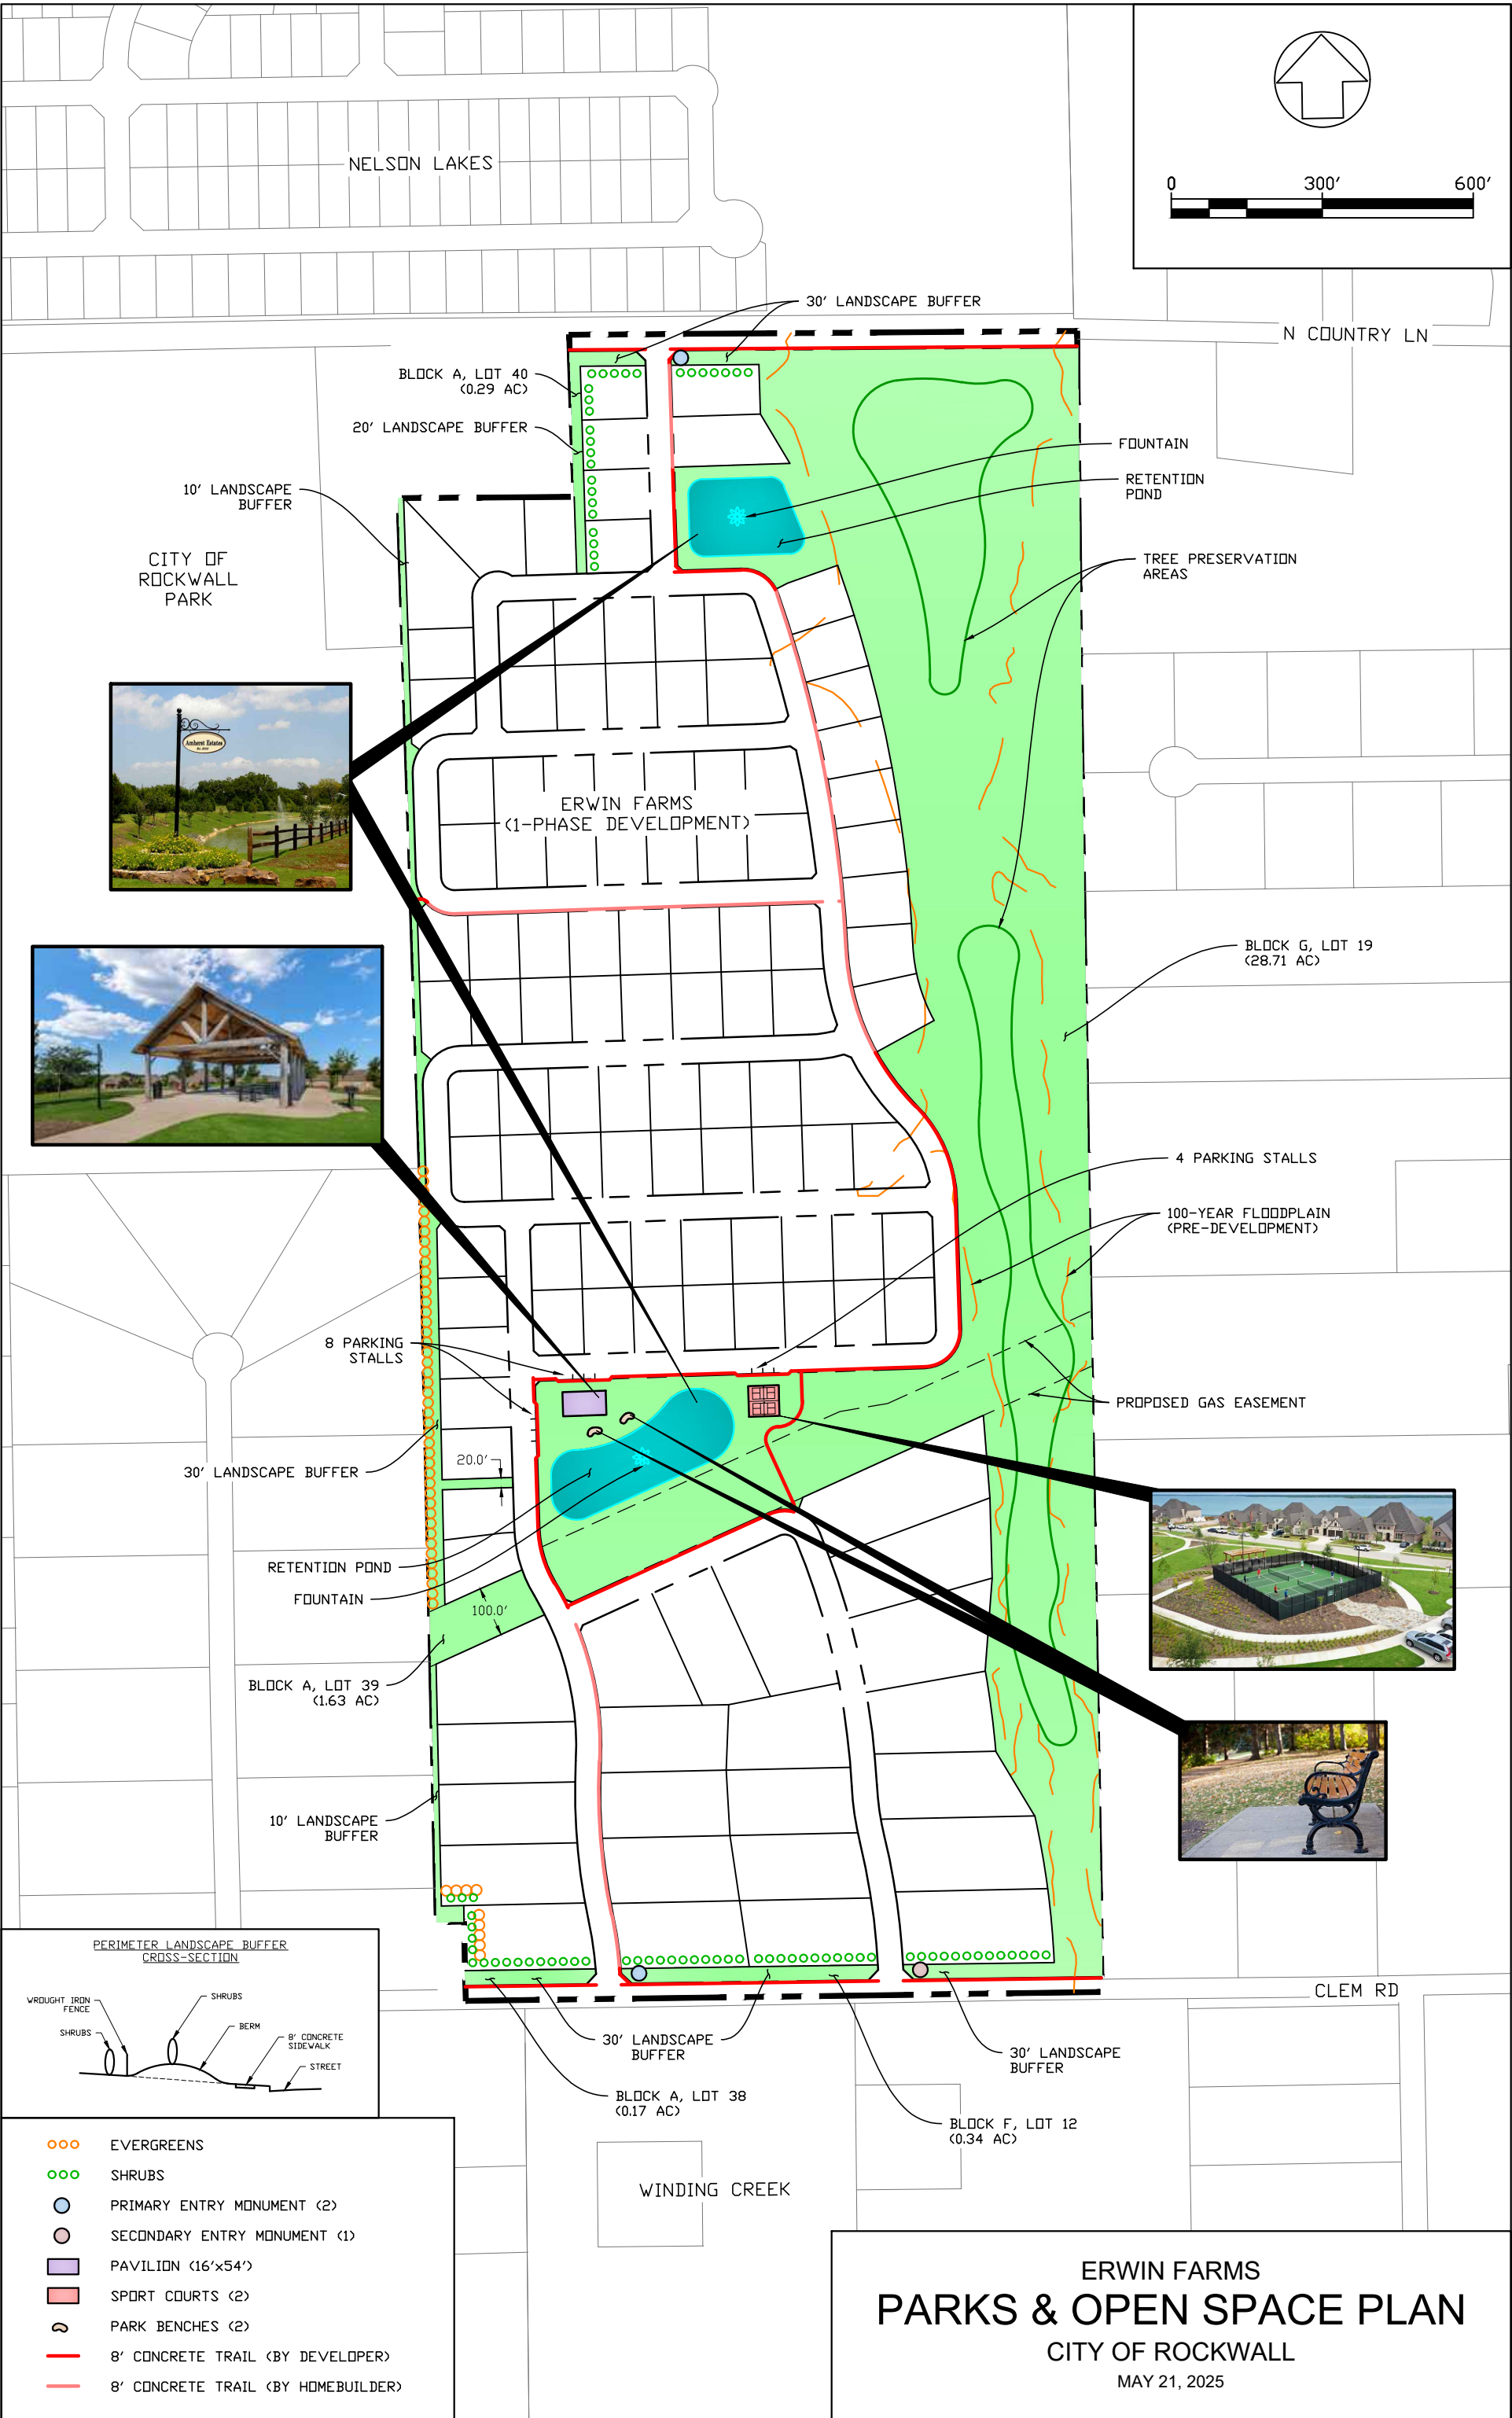 0 300' 600'
NELSON LAKES
30' LANDSCAPE BUFFER
N COUNTRY LN
BLOCK A, LOT 40
(0.29 AC)
20' LANDSCAPE BUFFER
FOUNTAIN
RETENTION
POND
10' LANDSCAPE
BUFFER
CITY OF
ROCKWALL
PARK
TREE PRESERVATION
AREAS
Amherst Estates
ERWIN FARMS
(1-PHASE DEVELOPMENT)
BLOCK G, LOT 19
(28.71 AC)
4 PARKING STALLS
100-YEAR FLOODPLAIN
(PRE-DEVELOPMENT)
8 PARKING
STALLS
PROPOSED GAS EASEMENT
20.0'
30' LANDSCAPE BUFFER
RETENTION POND
FOUNTAIN
100.0'
BLOCK A, LOT 39
(1.63 AC)
10' LANDSCAPE
BUFFER
CLEM RD
30' LANDSCAPE
BUFFER
30' LANDSCAPE
BUFFER
BLOCK A, LOT 38
(0.17 AC)
BLOCK F, LOT 12
(0.34 AC)
WINDING CREEK
PERIMETER LANDSCAPE BUFFER
CROSS-SECTION
WROUGHT IRON
FENCE
SHRUBS
SHRUBS
BERM
8' CONCRETE
SIDEWALK
STREET
EVERGREENS
SHRUBS
PRIMARY ENTRY MONUMENT (2)
SECONDARY ENTRY MONUMENT (1)
PAVILION (16'x54')
SPORT COURTS (2)
PARK BENCHES (2)
8' CONCRETE TRAIL (BY DEVELOPER)
8' CONCRETE TRAIL (BY HOMEBUILDER)
ERWIN FARMS
PARKS & OPEN SPACE PLAN
CITY OF ROCKWALL
MAY 21, 2025